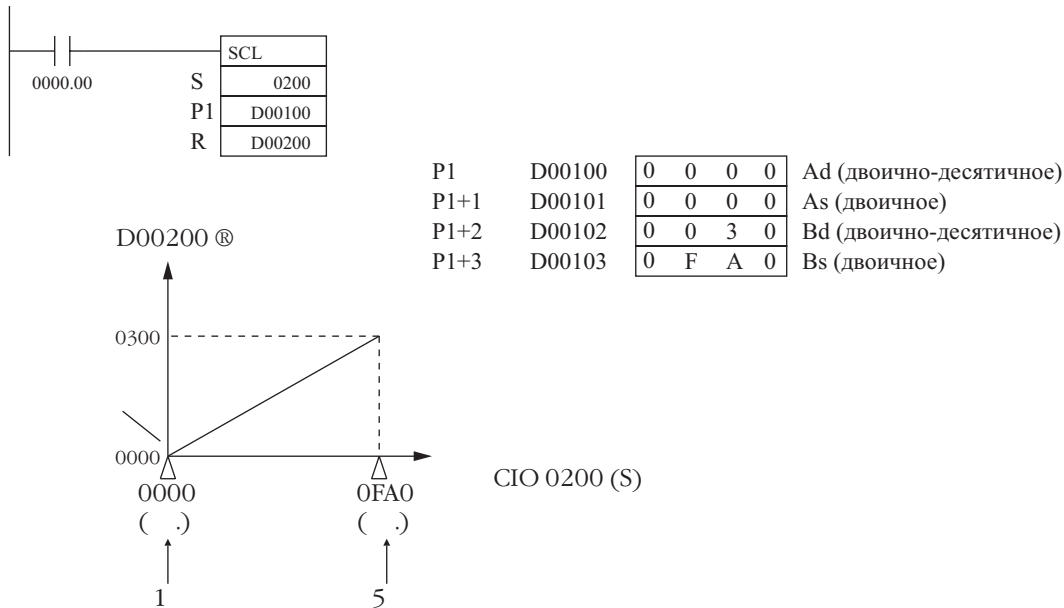 SCL
0000.00
S 0200
P1 D00100
R D00200
P1 D00100 0 0 0 0 Ad (двоично-десятичное)
P1+1 D00101 0 0 0 0 As (двоичное)
P1+2 D00102 0 0 3 0 Bd (двоично-десятичное)
P1+3 D00103 0 F A 0 Bs (двоичное)
D00200 ®
0300
0000
CIO 0200 (S)
0000 0FA0
( .) ( .)
1 5